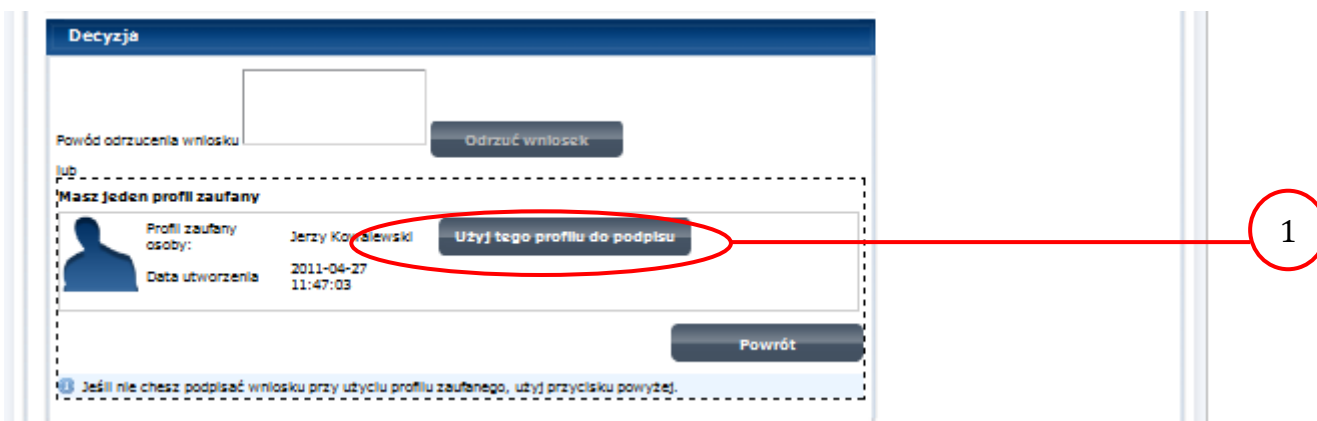 Decyzja
Powód odrzucenia wniosku
Odrzuć wniosek
lub
Masz jeden profil zaufany
Profil zaufany osoby: Jerzy Kowalewski
Użyj tego profilu do podpisu
Data utworzenia 2011-04-27 11:47:03
1
Powrót
Jeśli nie chesz podpisać wniosku przy użyciu profilu zaufanego, użyj przycisku powyżej.